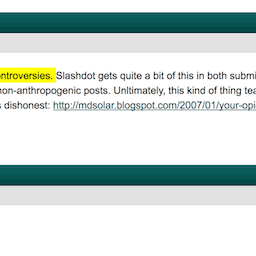 ntroversies. Slashdot gets quite a bit of this in both submi
non-anthropogenic posts. Unltimately, this kind of thing tea
s dishonest: http://mdsolar.blogspot.com/2007/01/your-opi